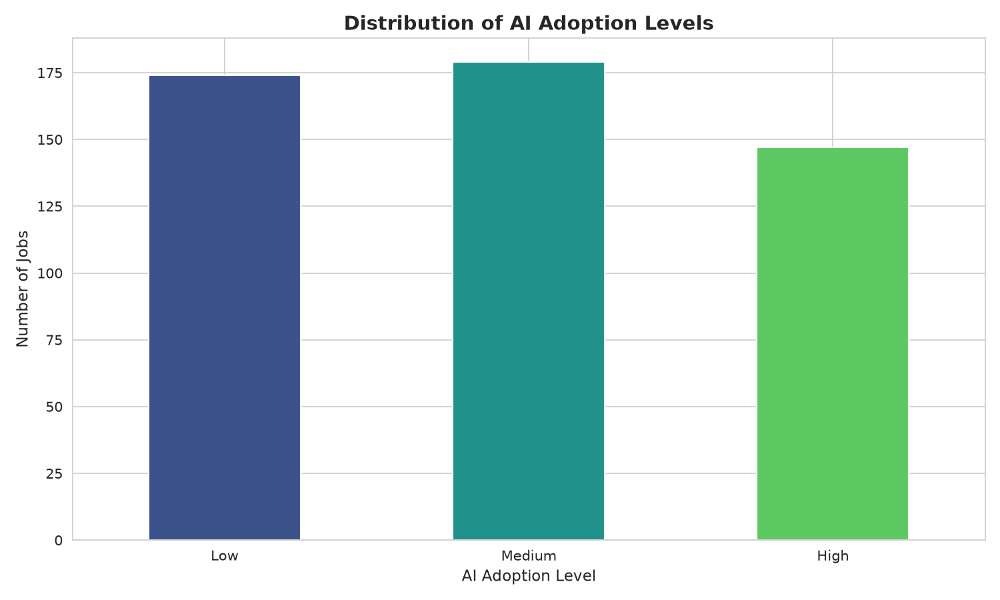 Distribution of AI Adoption Levels
175
150
125
100
75
50
25
0
Number of Jobs
Low
Medium
High
AI Adoption Level